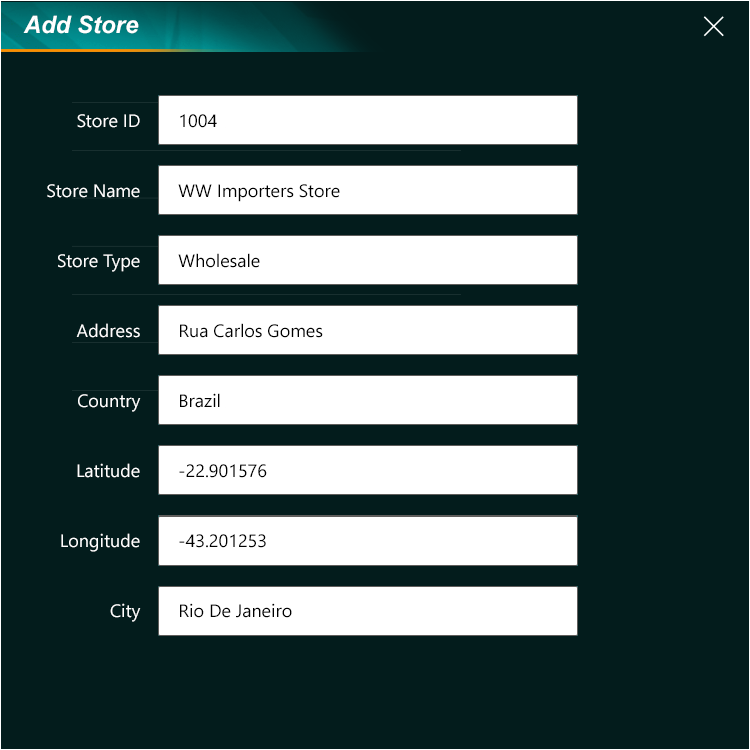 Add Store
Store ID 1004
Store Name WW Importers Store
Store Type Wholesale
Address Rua Carlos Gomes
Country Brazil
Latitude -22.901576
Longitude -43.201253
City Rio De Janeiro